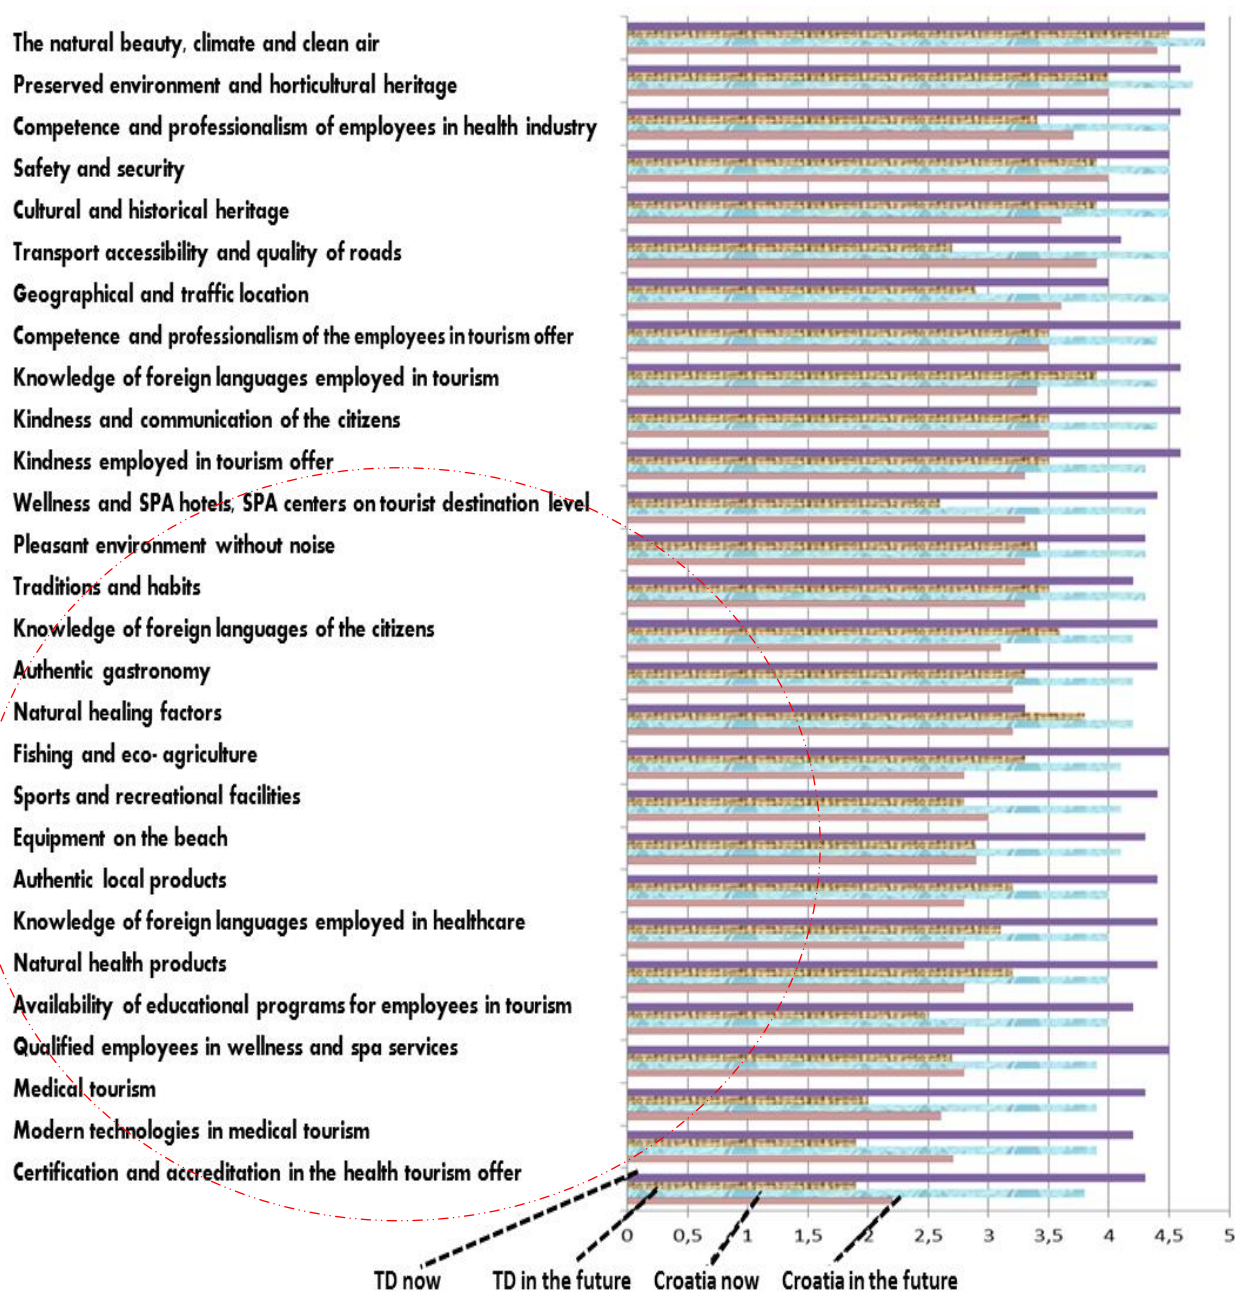 The natural beauty, climate and clean air
Preserved environment and horticultural heritage
Competence and professionalism of employees in health industry
Safety and security
Cultural and historical heritage
Transport accessibility and quality of roads
Geographical and traffic location
Competence and professionalism of the employees in tourism offer
Knowledge of foreign languages employed in tourism
Kindness and communication of the citizens
Kindness employed in tourism offer
Wellness and SPA hotels, SPA centers on tourist destination level
Pleasant environment without noise
Traditions and habits
Knowledge of foreign languages of the citizens
Authentic gastronomy
Natural healing factors
Fishing and eco- agriculture
Sports and recreational facilities
Equipment on the beach
Authentic local products
Knowledge of foreign languages employed in healthcare
Natural health products
Availability of educational programs for employees in tourism
Qualified employees in wellness and spa services
Medical tourism
Modern technologies in medical tourism
Certification and accreditation in the health tourism offer
0 0,5 1 1,5 2 2,5 3 3,5 4 4,5 5
TD now TD in the future Croatia now Croatia in the future